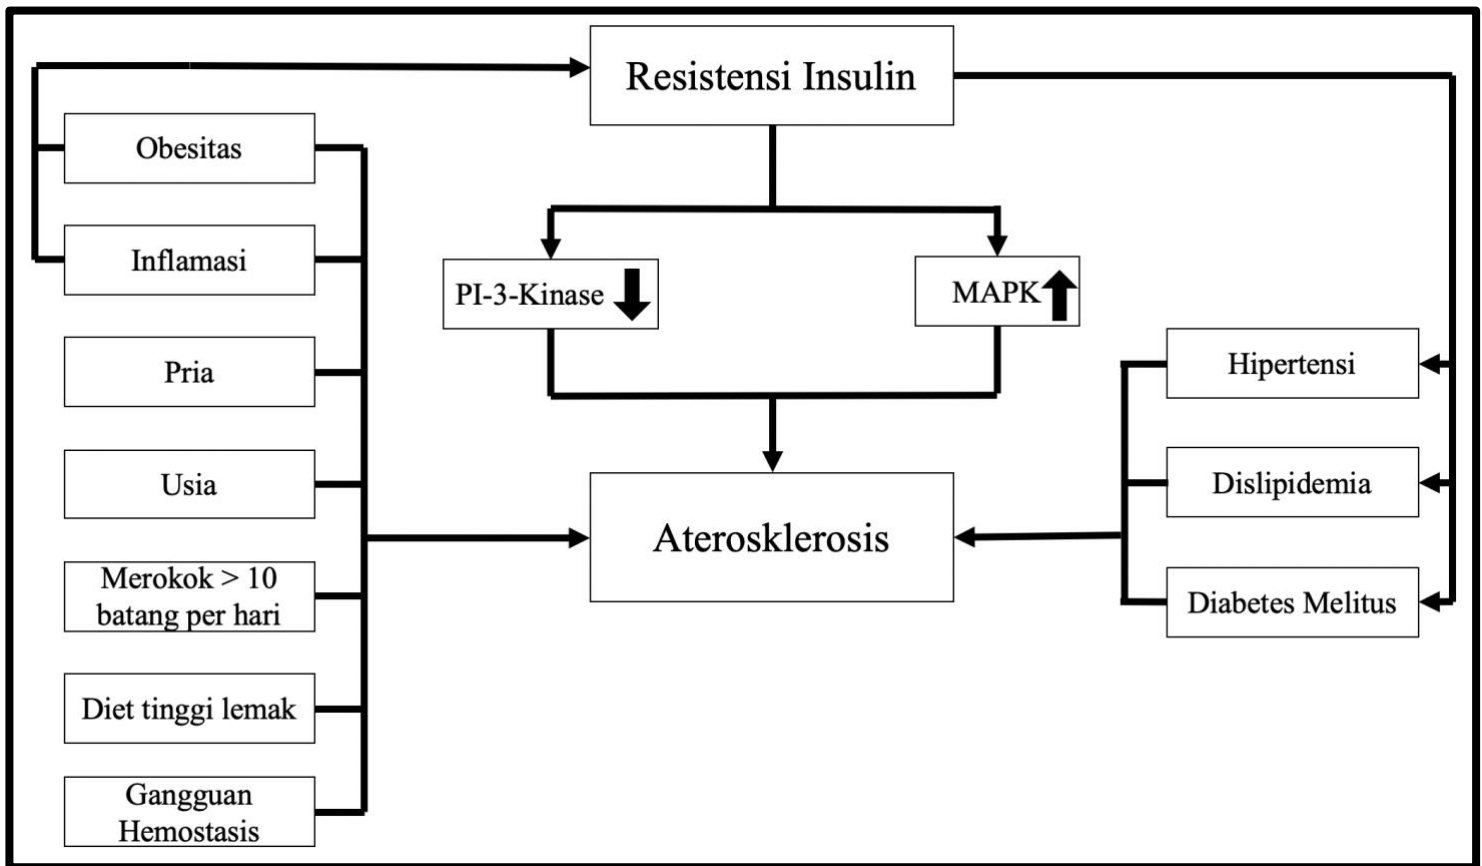 Resistensi Insulin
Obesitas
Inflamasi
Pria
Usia
Merokok > 10
batang per hari
Diet tinggi lemak
Gangguan
Hemostasis
PI-3-Kinase
MAPK
Aterosklerosis
Hipertensi
Dislipidemia
Diabetes Melitus